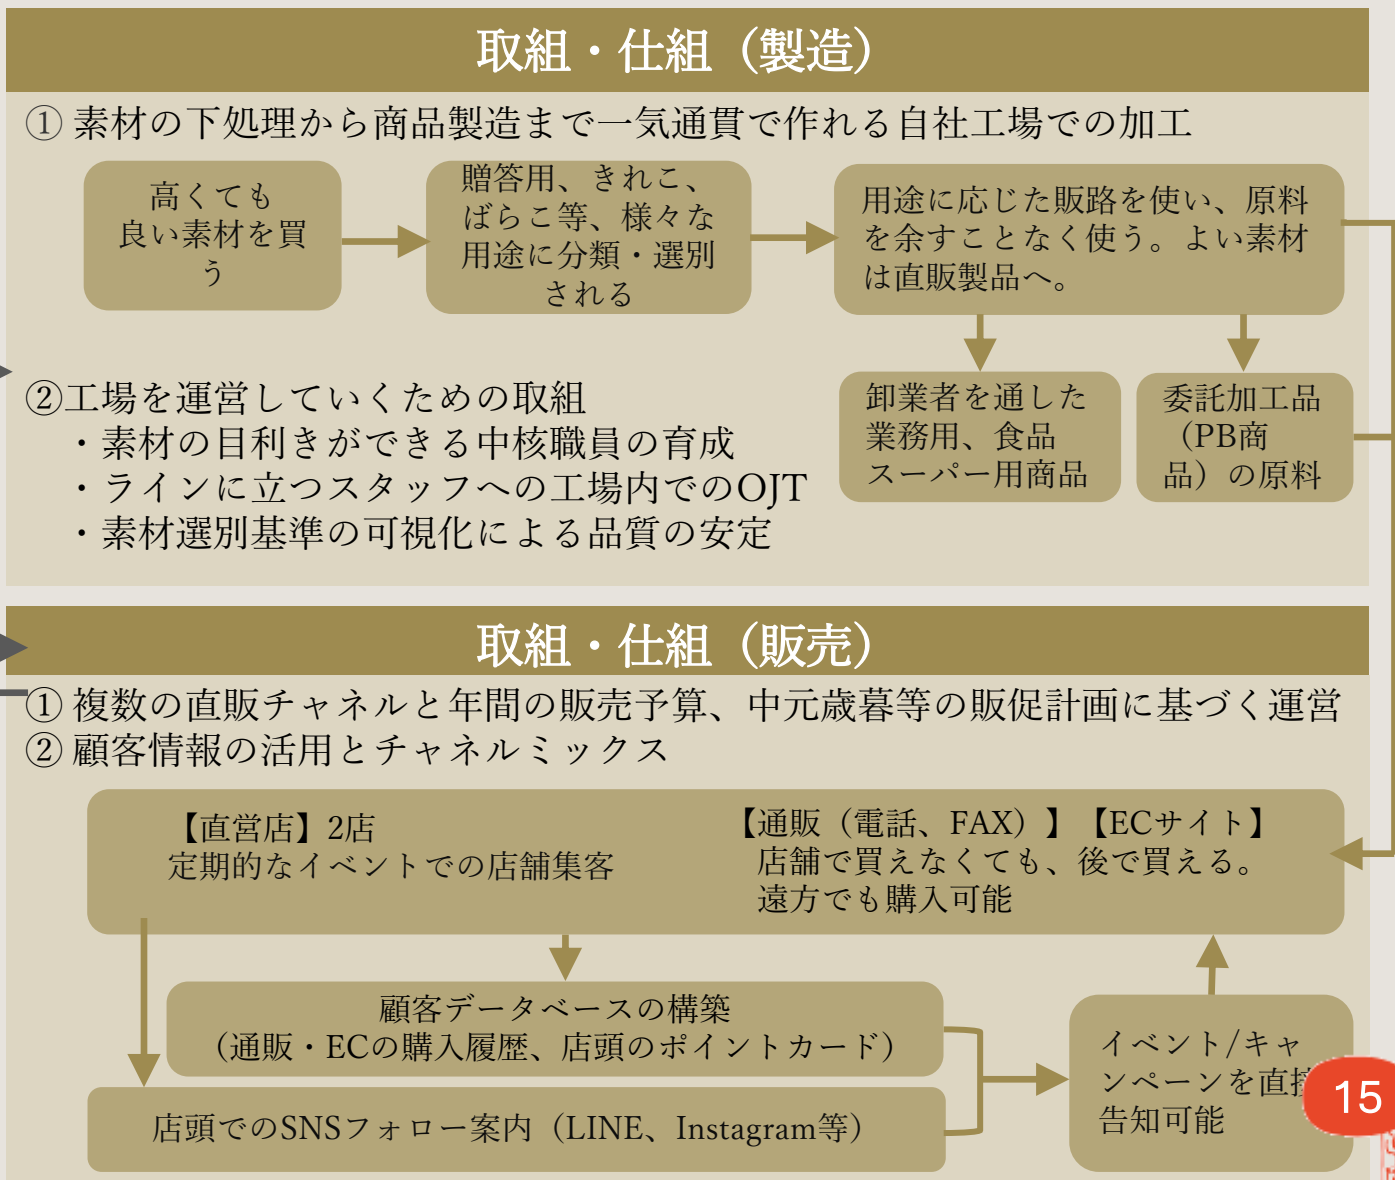 取組・仕組（製造）
① 素材の下処理から商品製造まで一気通貫で作れる自社工場での加工
高くても
良い素材を買
う
贈答用、きれこ、
ばらこ等、様々な
用途に分類・選別
される
用途に応じた販路を使い、原料
を余すことなく使う。よい素材
は直販製品へ。
卸業者を通した
業務用、食品
スーパー用商品
委託加工品
（PB商
品）の原料
②工場を運営していくための取組
・素材の目利きができる中核職員の育成
・ラインに立つスタッフへの工場内でのOJT
・素材選別基準の可視化による品質の安定
取組・仕組（販売）
① 複数の直販チャネルと年間の販売予算、中元歳暮等の販促計画に基づく運営
② 顧客情報の活用とチャネルミックス
【直営店】2店
定期的なイベントでの店舗集客
【通販（電話、FAX）】【ECサイト】
店舗で買えなくても、後で買える。
遠方でも購入可能
顧客データベースの構築
（通販・ECの購入履歴、店頭のポイントカード）
店頭でのSNSフォロー案内（LINE、Instagram等）
イベント/キャ
ンペーンを直接
告知可能
15